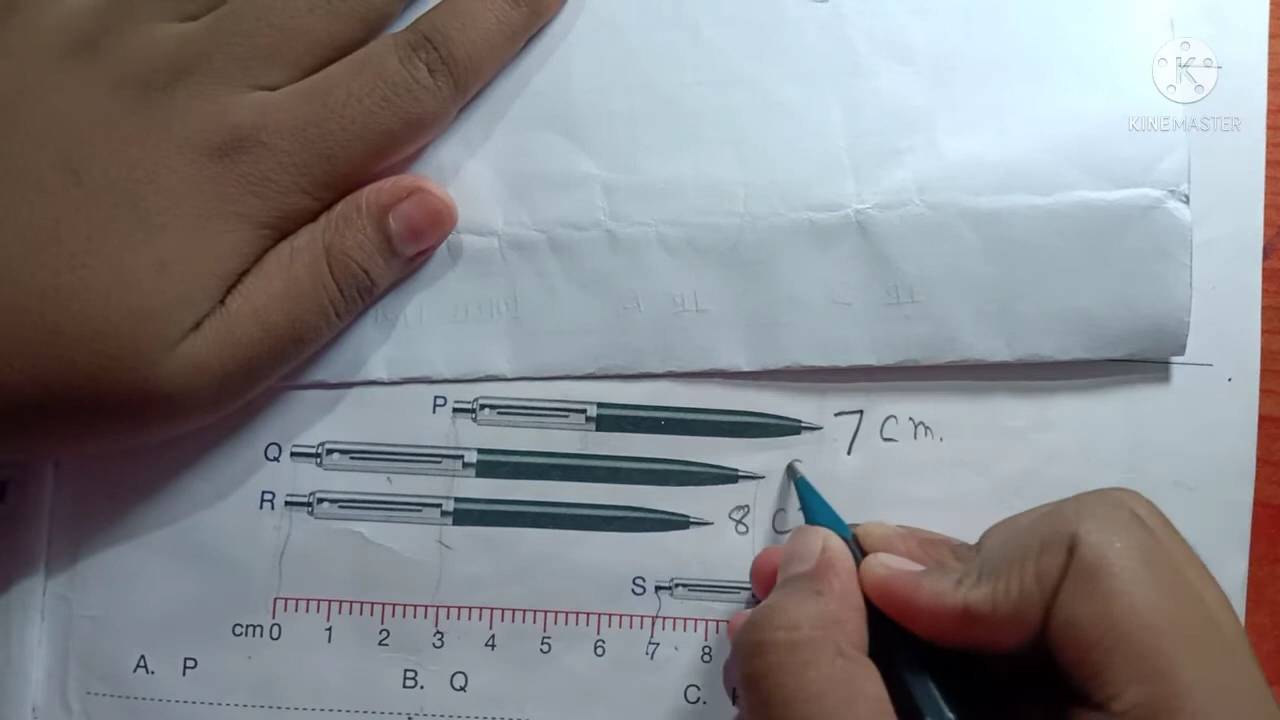 KINEMASTER
P 7 cm.
Q
R 8 c
S
cm 0 1 2 3 4 5 6 7 8
A. P B. Q C.